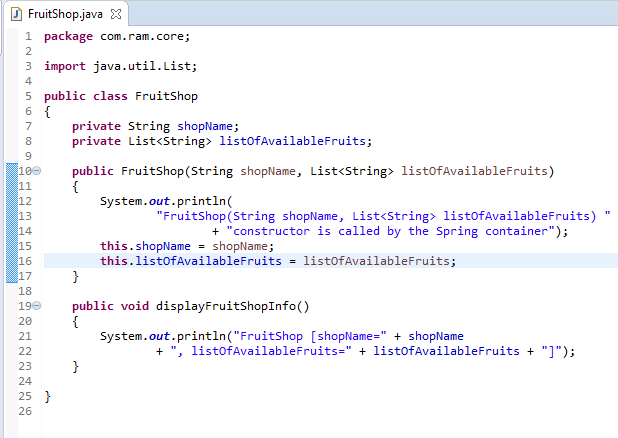 FruitShop.java
1 package com.ram.core;
2
3 import java.util.List;
4
5 public class FruitShop
6 {
7     private String shopName;
8     private List<String> listOfAvailableFruits;
9
10     public FruitShop(String shopName, List<String> listOfAvailableFruits)
11     {
12         System.out.println(
13                 "FruitShop(String shopName, List<String> listOfAvailableFruits) "
14                         + "constructor is called by the Spring container");
15         this.shopName = shopName;
16         this.listOfAvailableFruits = listOfAvailableFruits;
17     }
18
19     public void displayFruitShopInfo()
20     {
21         System.out.println("FruitShop [shopName=" + shopName
22                 + ", listOfAvailableFruits=" + listOfAvailableFruits + "]");
23     }
24
25 }
26